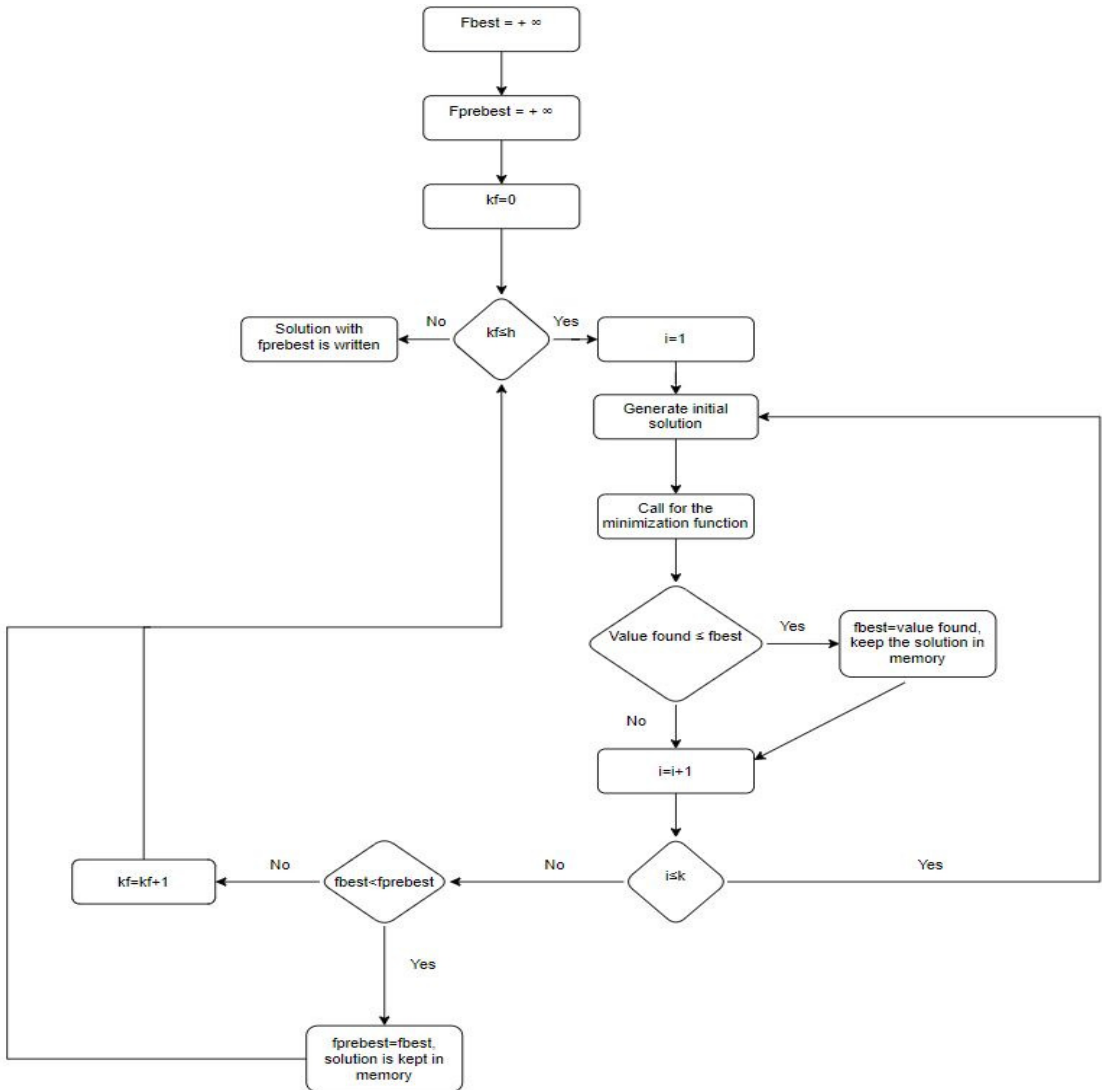 Fbest = + ∞
Fprebest = + ∞
kf=0
No
kf≤h
Yes
Solution with
fprebest is written
i=1
Generate initial
solution
Call for the
minimization function
Value found ≤ fbest
Yes
fbest=value found,
keep the solution in
memory
No
i=i+1
i≤k
Yes
No
fbest<fprebest
No
kf=kf+1
Yes
fprebest=fbest,
solution is kept in
memory